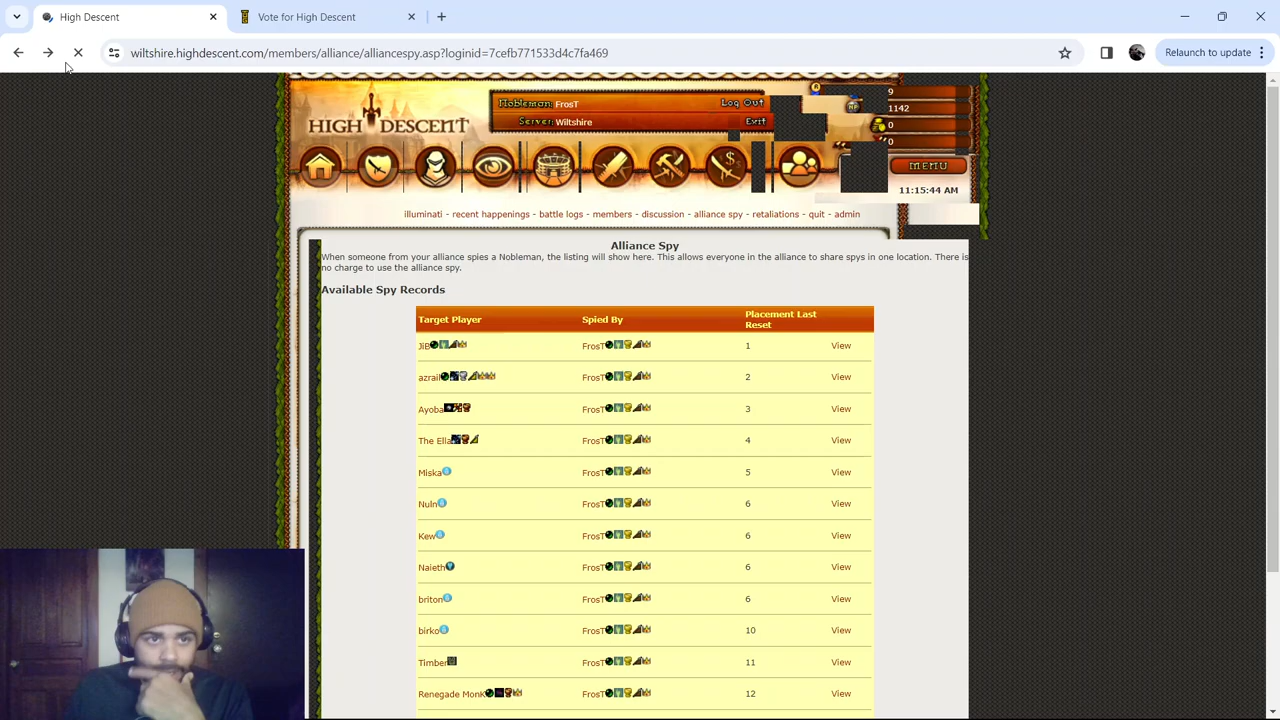 Vote for High Descent
wiltshire.highdescent.com/members/alliance/alliancespy.php?loginid=7cefb771533d4c7fa469
Relaunch to update
HIGH DESCENT
Nobleman: FrosT
Log Out
Server: Wiltshire
Exit
9
1142
0
0
MENU
11:15:44 AM
illuminati - recent happenings - battle logs - members - discussion - alliance spy - retaliations - quit - admin
Alliance Spy
When someone from your alliance spies a Nobleman, the listing will show here. This allows everyone in the alliance to share spys in one location. There is
no charge to use the alliance spy.
Available Spy Records
Target Player Spied By Placement Last
Reset
JiB FrosT 1 View
azrail FrosT 2 View
Ayoba FrosT 3 View
The Ella FrosT 4 View
Miska FrosT 5 View
Nuln FrosT 6 View
Kew FrosT 6 View
Naieth FrosT 6 View
briton FrosT 6 View
birko FrosT 10 View
Timber FrosT 11 View
Renegade MonK FrosT 12 View